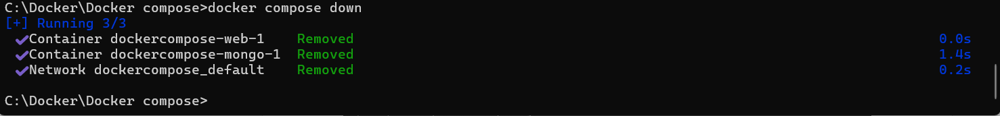 C:\Docker\Docker compose>docker compose down
[+] Running 3/3
✔Container dockercompose-web-1 Removed 0.0s
✔Container dockercompose-mongo-1 Removed 1.4s
✔Network dockercompose_default Removed 0.2s
C:\Docker\Docker compose>